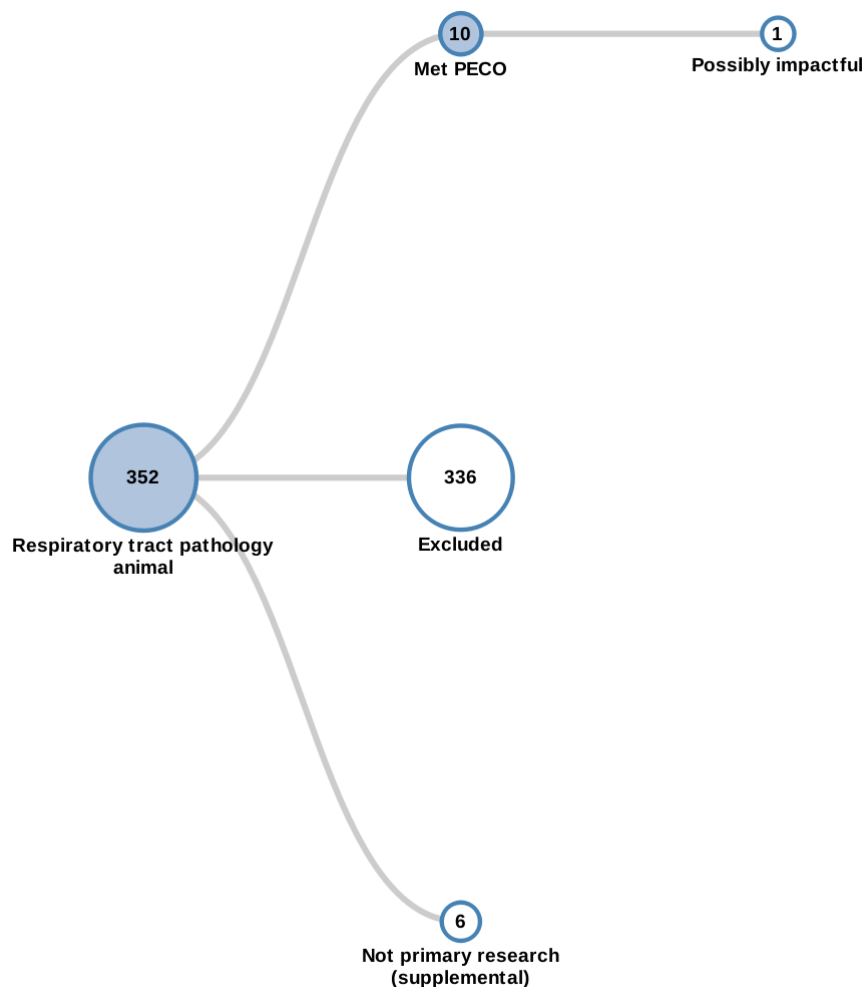 10
Met PECO
1
Possibly impactful
352
Respiratory tract pathology
animal
336
Excluded
6
Not primary research
(supplemental)